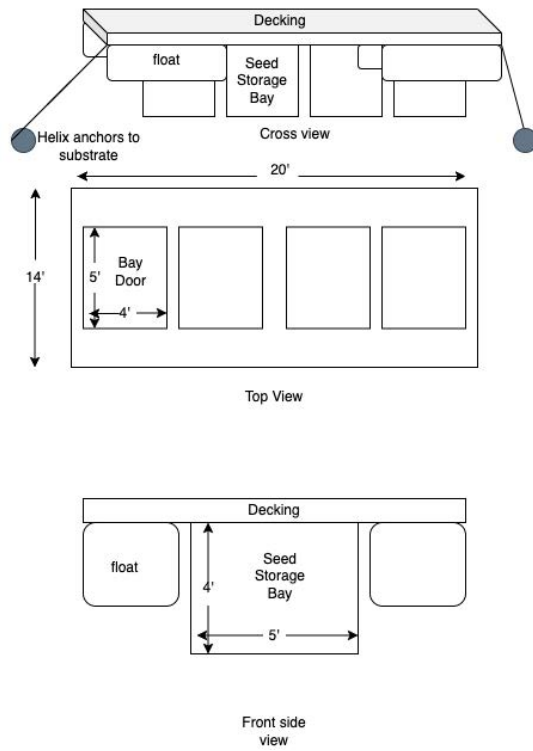 Decking
float
Seed
Storage
Bay
Cross view
Helix anchors to
substrate
20'
14'
5'
Bay
Door
4'
Top View
Decking
float
Seed
Storage
Bay
4'
5'
Front side
view